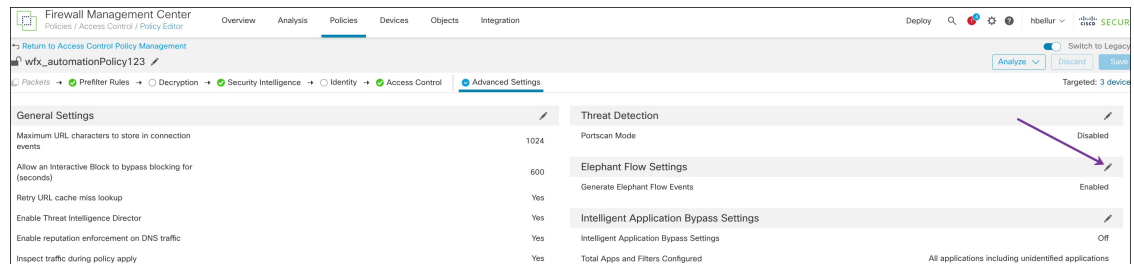 Firewall Management Center
Policies / Access Control / Policy Editor
Overview Analysis Policies Devices Objects Integration
Deploy 4 hbellur CISCO SECUR
Return to Access Control Policy Management
Switch to Legacy
wfx_automationPolicy123
Analyze Discard Save
Packets → Prefilter Rules → Decryption → Security Intelligence → Identity → Access Control Advanced Settings
Targeted: 3 device
General Settings
Maximum URL characters to store in connection
events
1024
Allow an Interactive Block to bypass blocking for
(seconds)
600
Retry URL cache miss lookup Yes
Enable Threat Intelligence Director Yes
Enable reputation enforcement on DNS traffic Yes
Inspect traffic during policy apply Yes
Threat Detection
Portscan Mode Disabled
Elephant Flow Settings
Generate Elephant Flow Events Enabled
Intelligent Application Bypass Settings
Intelligent Application Bypass Settings Off
Total Apps and Filters Configured All applications including unidentified applications